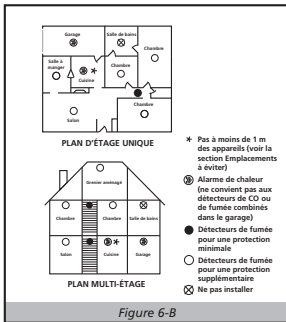 Garage
Salle de bains
Chambre
Salle à
manger
Chambre
Cuisine
*
Salon
Chambre
PLAN D'ÉTAGE UNIQUE
Grenier aménagé
Chambre
Chambre
Salle de bains
Salon
Cuisine
*
Garage
PLAN MULTI-ÉTAGE
* Pas à moins de 1 m
des appareils (voir la
section Emplacements
à éviter)
Alarme de chaleur
(ne convient pas aux
détecteurs de CO ou
de fumée combinés
dans le garage)
Détecteurs de fumée
pour une protection
minimale
Détecteurs de fumée
pour une protection
supplémentaire
Ne pas installer
Figure 6-B